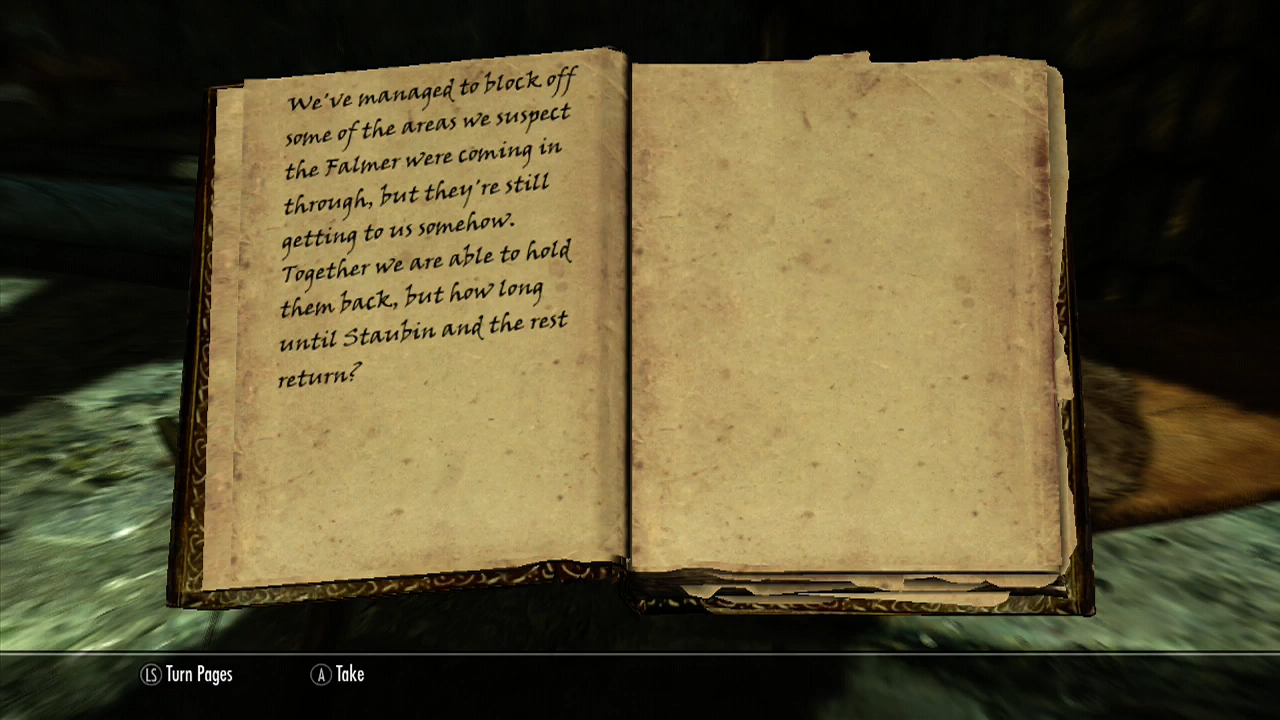 We've managed to block off
some of the areas we suspect
the Falmer were coming in
through, but they're still
getting to us somehow.
Together we are able to hold
them back, but how long
until Staubin and the rest
return?
LS Turn Pages
A Take